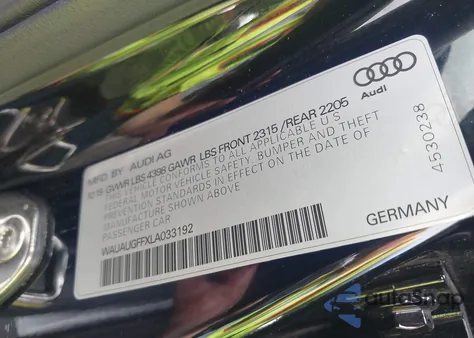 Audi
MFD. BY: AUDI AG
12/19 GVWR LBS 4396 GAWR LBS FRONT 2315 / REAR 2205
THIS VEHICLE CONFORMS TO ALL APPLICABLE U S
FEDERAL MOTOR VEHICLE SAFETY, BUMPER AND THEFT
PREVENTION STANDARDS IN EFFECT ON THE DATE OF
MANUFACTURE SHOWN ABOVE.
PASSENGER CAR
WAUAUGFFXLA033192
4530238
GERMANY
autoSnap